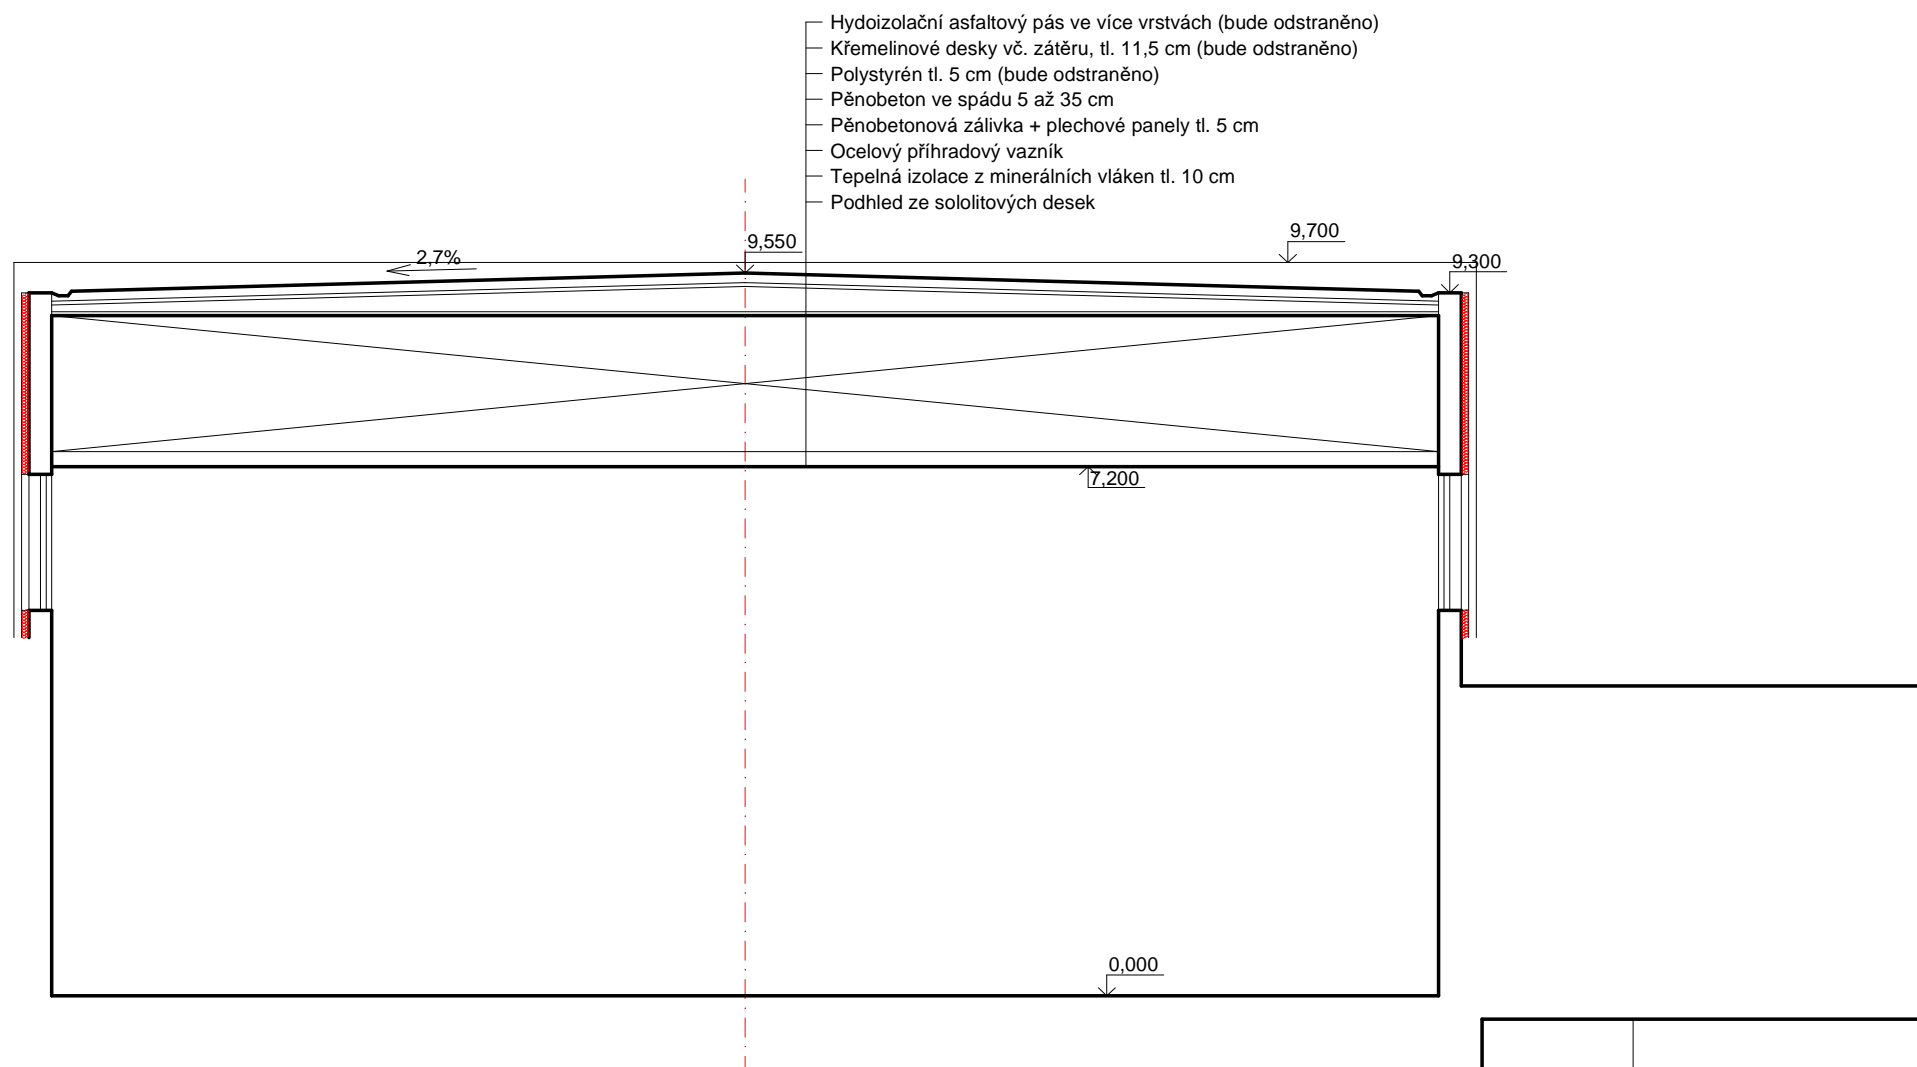 Hydoizolační asfaltový pás ve více vrstvách (bude odstraněno)
Křemelinové desky vč. zátěru, tl. 11,5 cm (bude odstraněno)
Polystyrén tl. 5 cm (bude odstraněno)
Pěnobeton ve spádu 5 až 35 cm
Pěnobetonová zálivka + plechové panely tl. 5 cm
Ocelový příhradový vazník
Tepelná izolace z minerálních vláken tl. 10 cm
Podhled ze sololitových desek
9,700
9,550
2,7%
9,300
7,200
0,000